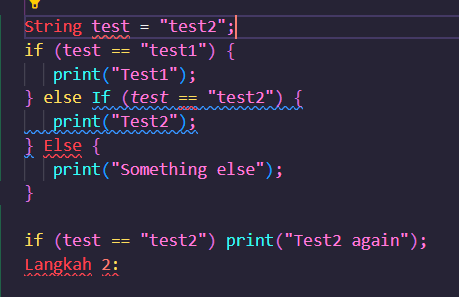 String test = "test2";
if (test == "test1") {
print("Test1");
} else If (test == "test2") {
print("Test2");
} Else {
print("Something else");
}
if (test == "test2") print("Test2 again");
Langkah 2: